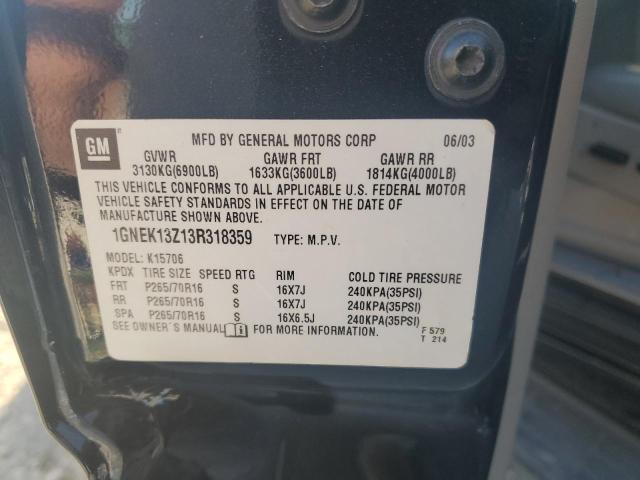 GM
MFD BY GENERAL MOTORS CORP 06/03
GVWR GAWR FRT GAWR RR
3130KG(6900LB) 1633KG(3600LB) 1814KG(4000LB)
THIS VEHICLE CONFORMS TO ALL APPLICABLE U.S. FEDERAL MOTOR
VEHICLE SAFETY STANDARDS IN EFFECT ON THE DATE OF
MANUFACTURE SHOWN ABOVE.
1GNEK13Z13R318359 TYPE: M.P.V.
MODEL: K15706
KPDX TIRE SIZE SPEED RTG RIM COLD TIRE PRESSURE
FRT P265/70R16 S 16X7J 240KPA(35PSI)
RR P265/70R16 S 16X7J 240KPA(35PSI)
SPA P265/70R16 S 16X6.5J 240KPA(35PSI)
SEE OWNER'S MANUAL FOR MORE INFORMATION. F 579
T 214